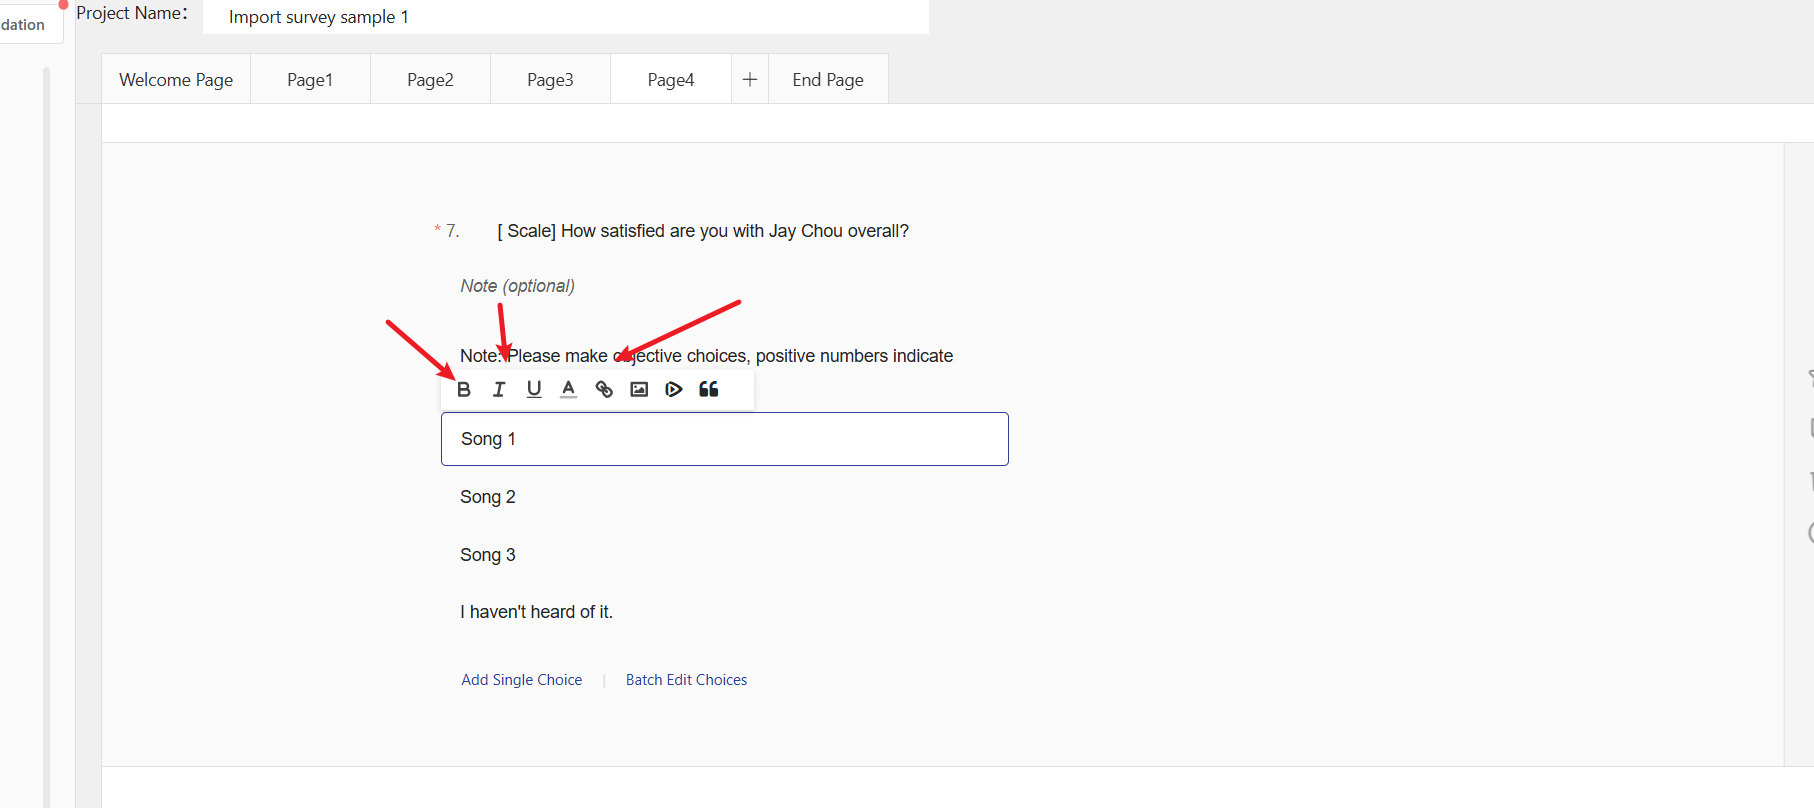 Project Name:
Import survey sample 1
dation
Welcome Page
Page1
Page2
Page3
Page4
+
End Page
* 7.
[ Scale] How satisfied are you with Jay Chou overall?
Note (optional)
Note: Please make objective choices, positive numbers indicate
B I U A
Song 1
Song 2
Song 3
I haven't heard of it.
Add Single Choice | Batch Edit Choices